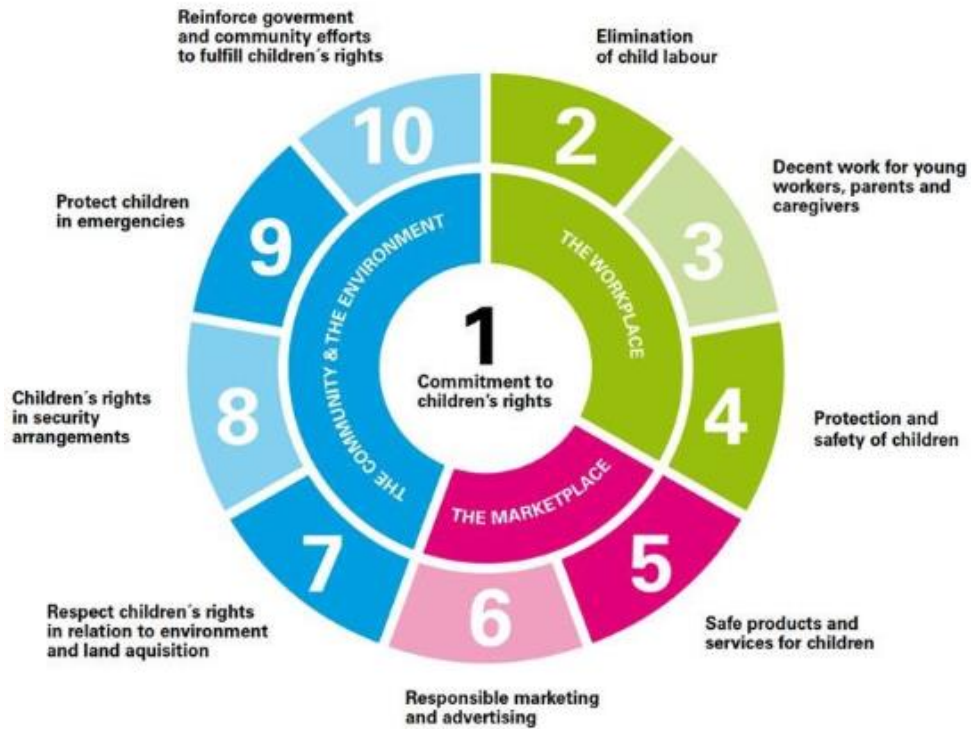 Reinforce goverment
and community efforts
to fulfill children´s rights
10
Elimination
of child labour
2
Decent work for young
workers, parents and
caregivers
3
Protection and
safety of children
4
Safe products and
services for children
5
Responsible marketing
and advertising
6
Respect children´s rights
in relation to environment
and land aquisition
7
Children´s rights
in security
arrangements
8
Protect children
in emergencies
9
THE COMMUNITY & THE ENVIRONMENT
THE WORKPLACE
THE MARKETPLACE
1
Commitment to
children's rights